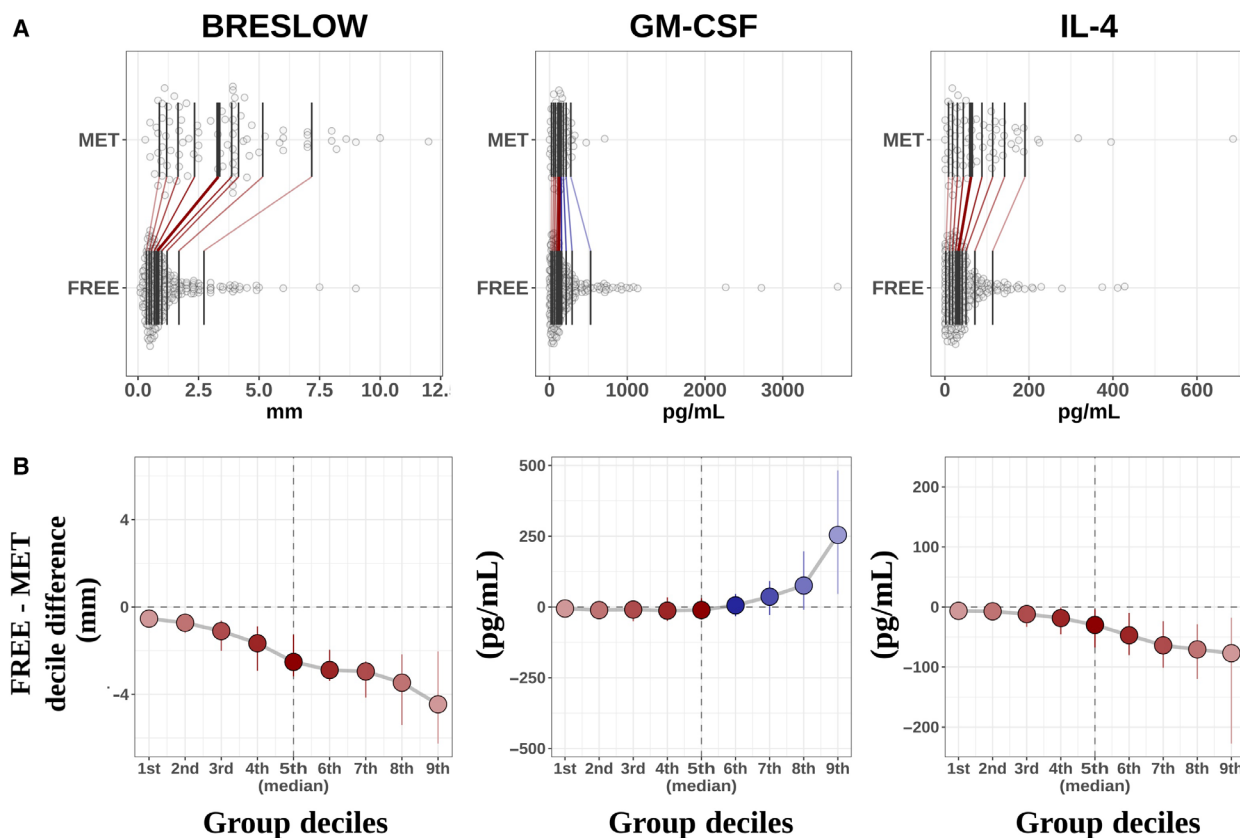 A
BRESLOW
GM-CSF
IL-4
MET
FREE
0.0 2.5 5.0 7.5 10.0 12.
mm
MET
FREE
0 1000 2000 3000
pg/mL
MET
FREE
0 200 400 600
pg/mL
B
FREE - MET
decile difference
(mm)
4
0
-4
1st 2nd 3rd 4th 5th 6th 7th 8th 9th
(median)
Group deciles
(pg/mL)
500
250
0
−250
−500
1st 2nd 3rd 4th 5th 6th 7th 8th 9th
(median)
Group deciles
(pg/mL)
200
100
0
−100
−200
1st 2nd 3rd 4th 5th 6th 7th 8th 9th
(median)
Group deciles